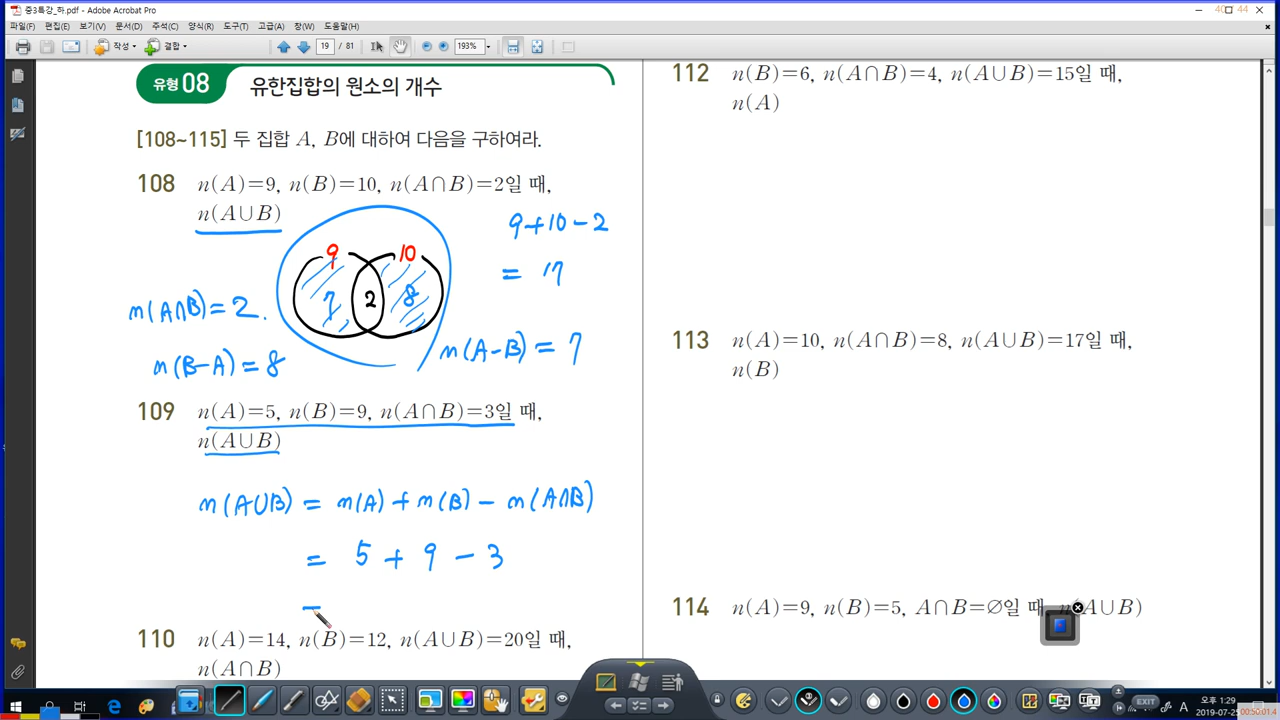 중3특강_하.pdf - Adobe Acrobat Pro
파일(F) 편집(E) 보기(V) 문서(D) 주석(C) 양식(R) 도구(T) 고급(A) 창(W) 도움말(H)
작성 결합 19 / 81 193%
유형 08 유한집합의 원소의 개수
[108~115] 두 집합 A, B에 대하여 다음을 구하여라.
108 n(A)=9, n(B)=10, n(A∩B)=2일 때,
n(A∪B)
9+10-2
= 17
9 10
7 2 8
n(A∩B)=2.
n(B-A)=8
n(A-B)=7
109 n(A)=5, n(B)=9, n(A∩B)=3일 때,
n(A∪B)
n(A∪B) = n(A)+n(B)-n(A∩B)
= 5+9-3
110 n(A)=14, n(B)=12, n(A∪B)=20일 때,
n(A∩B)
112 n(B)=6, n(A∩B)=4, n(A∪B)=15일 때,
n(A)
113 n(A)=10, n(A∩B)=8, n(A∪B)=17일 때,
n(B)
114 n(A)=9, n(B)=5, A∩B=∅일 때, n(A∪B)
EXIT
A 오후 1:29
00:50:01.4